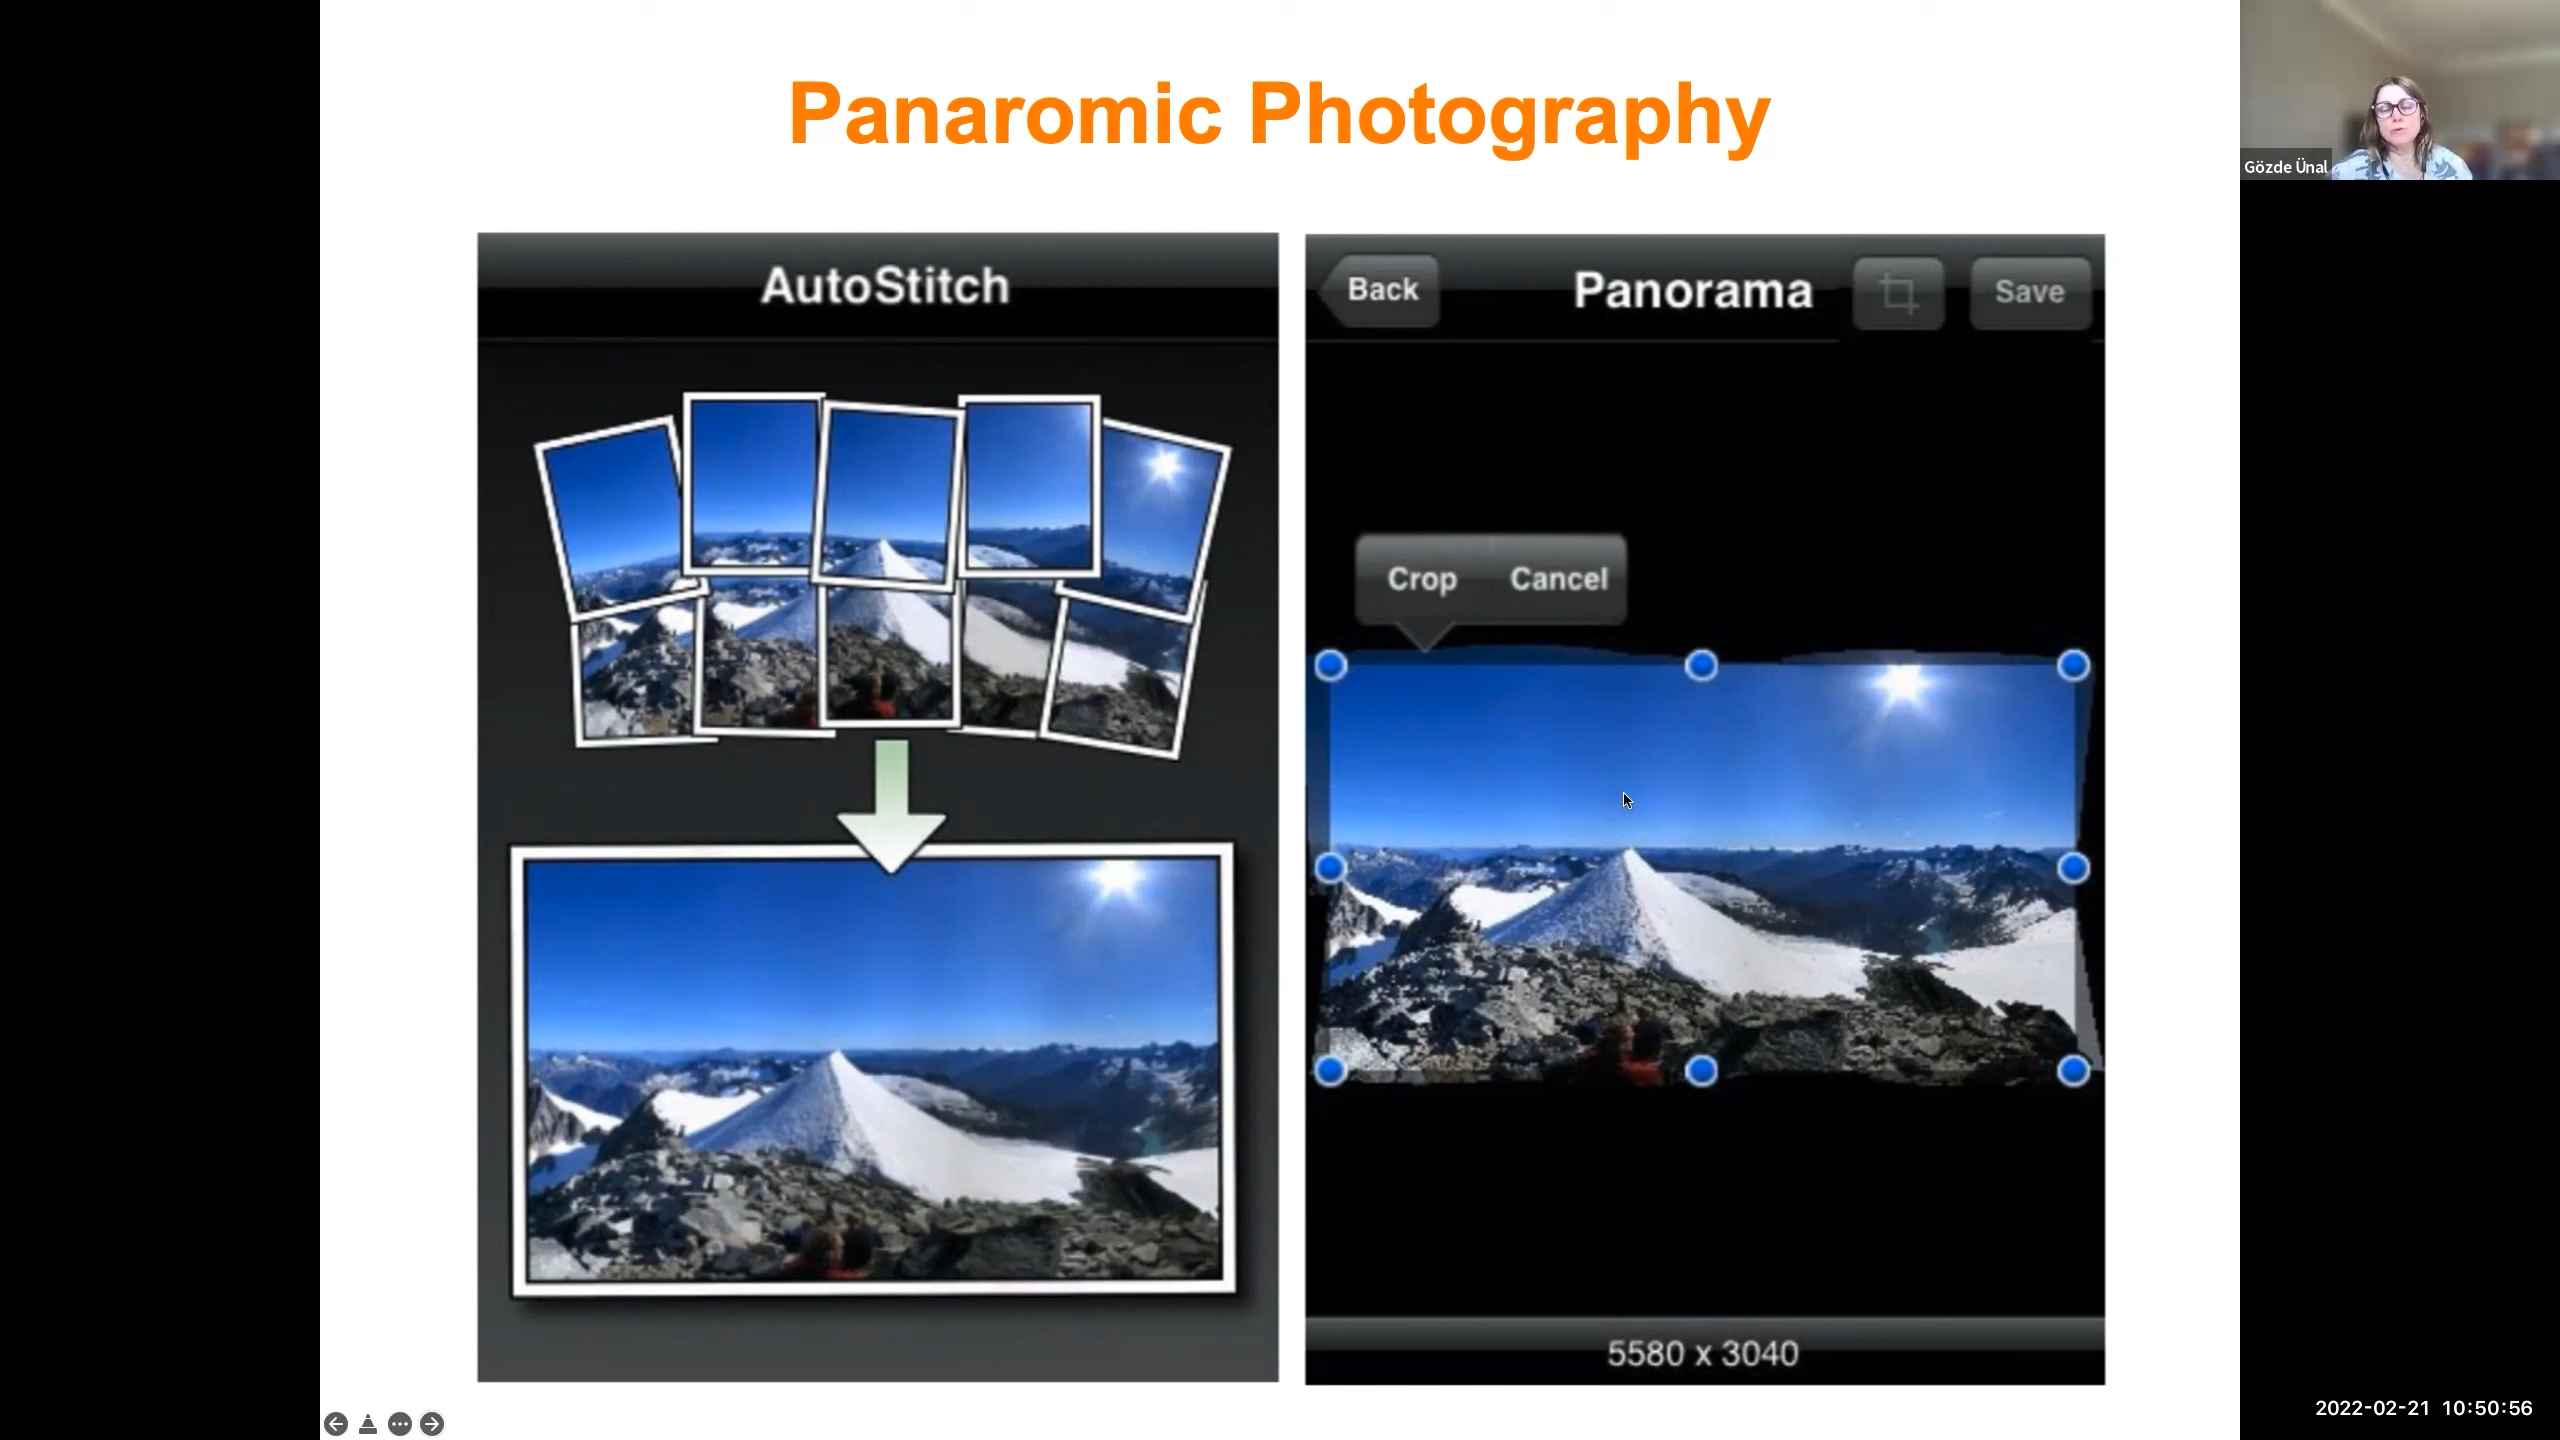 Panaromic Photography
Gözde Ünal
AutoStitch
Back
Panorama
Save
Crop
Cancel
5580 x 3040
2022-02-21 10:50:56